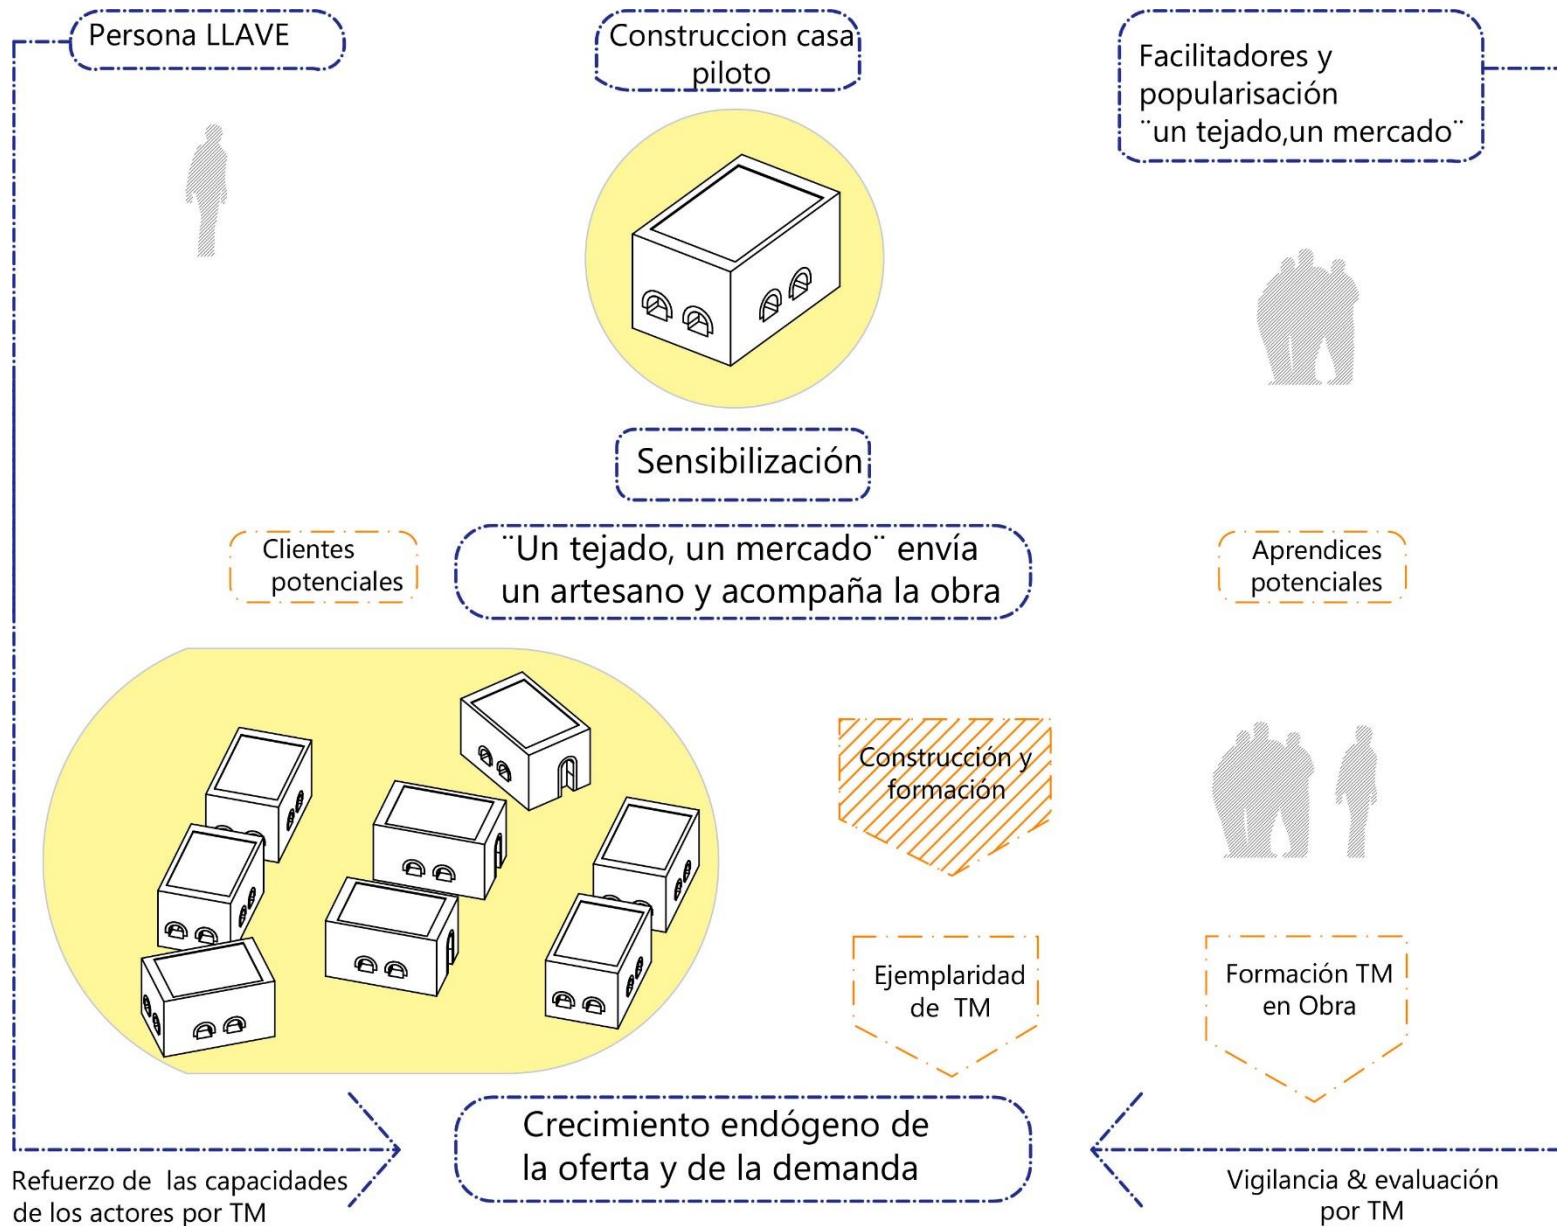 Persona LLAVE
Construccion casa
piloto
Facilitadores y
popularisación
¨un tejado,un mercado¨
Sensibilización
Clientes
potenciales
¨Un tejado, un mercado¨ envía
un artesano y acompaña la obra
Aprendices
potenciales
Construcción y
formación
Ejemplaridad
de TM
Formación TM
en Obra
Crecimiento endógeno de
la oferta y de la demanda
Refuerzo de las capacidades
de los actores por TM
Vigilancia & evaluación
por TM